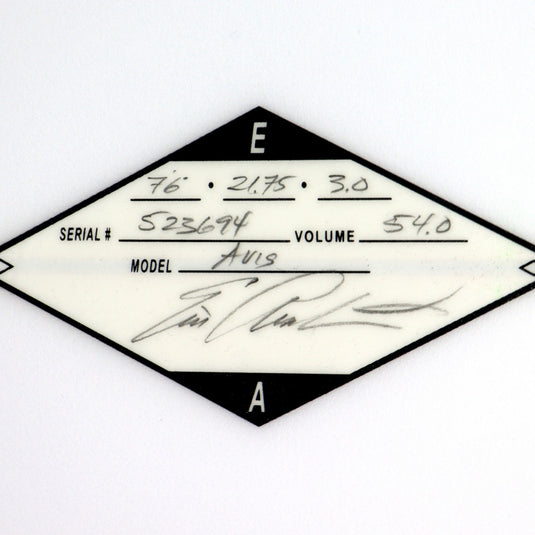 E
7'6 • 21.75 • 3.0
SERIAL # 523694 VOLUME 54.0
MODEL Avis
A